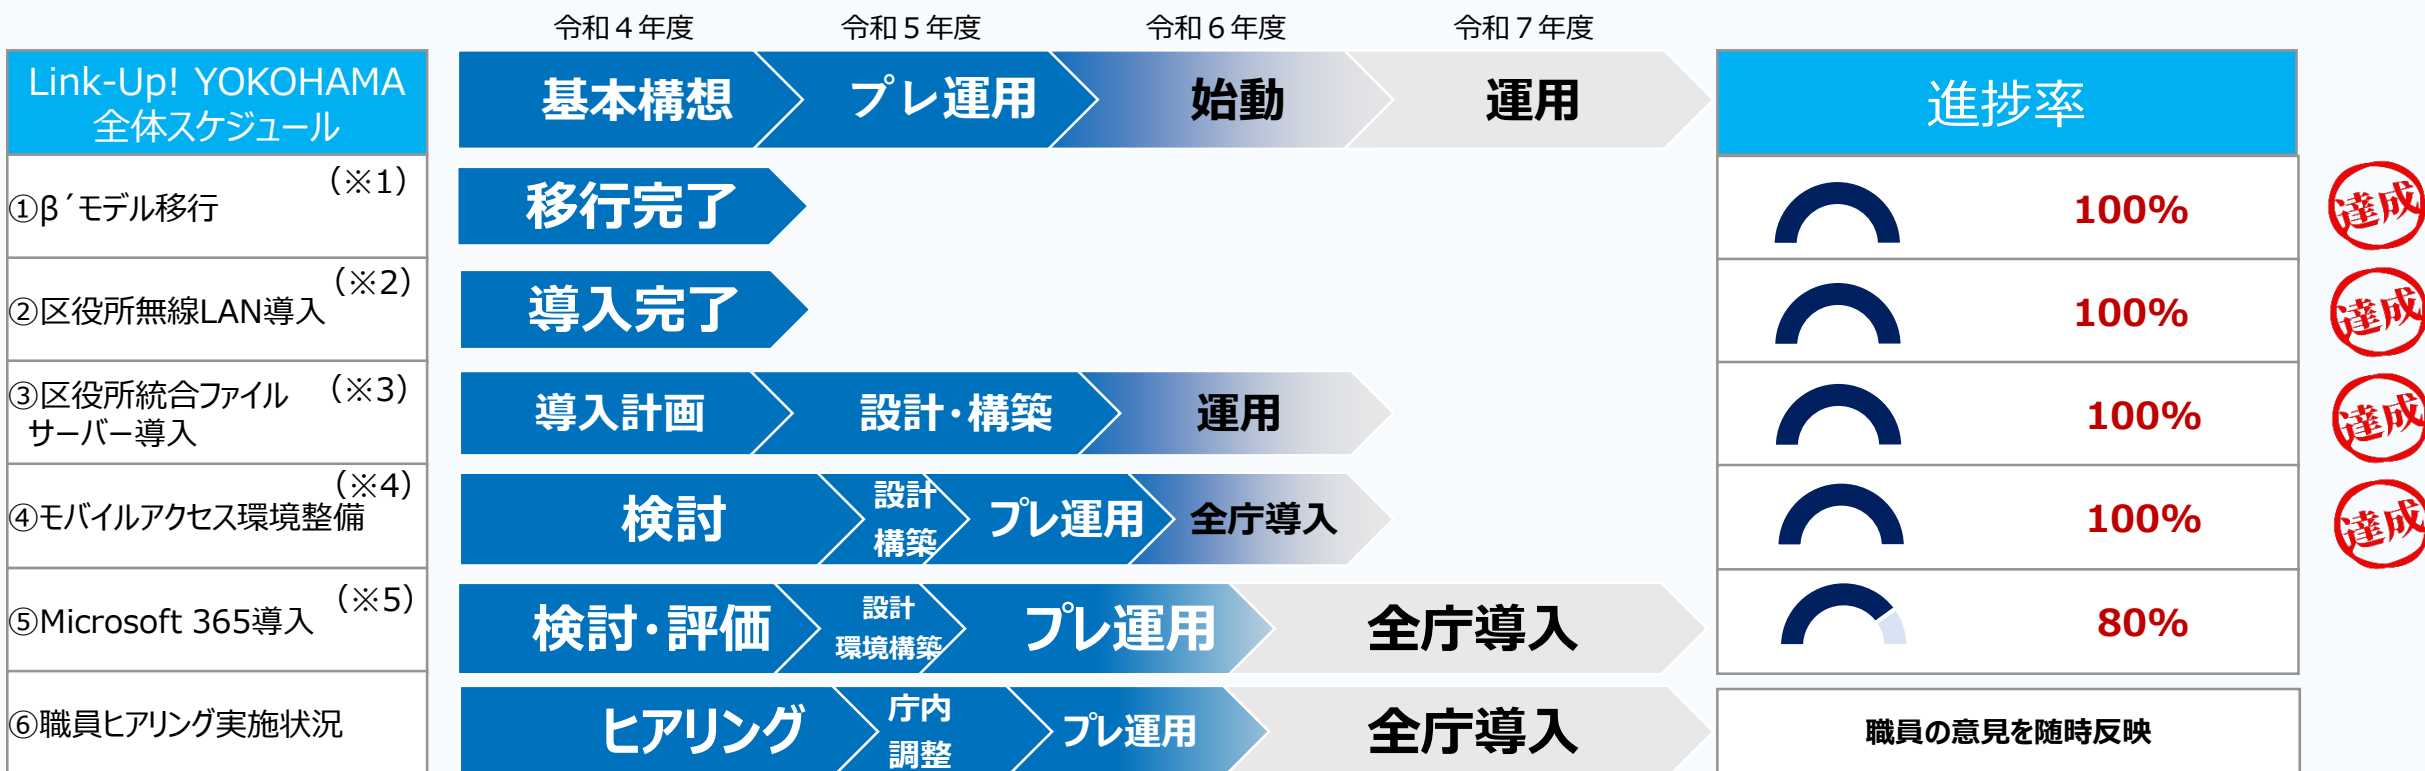 令和４年度 令和５年度 令和６年度 令和７年度
Link-Up! YOKOHAMA
全体スケジュール
基本構想 プレ運用 始動 運用
進捗率
①β´モデル移行 （※1）
移行完了
100%
達成
②区役所無線LAN導入 （※2）
導入完了
100%
達成
③区役所統合ファイル （※3）
サーバー導入
導入計画 設計・構築 運用
100%
達成
④モバイルアクセス環境整備 （※4）
検討
設計
構築
プレ運用 全庁導入
100%
達成
⑤Microsoft 365導入 （※5）
検討・評価
設計
環境構築
プレ運用 全庁導入
80%
⑥職員ヒアリング実施状況
ヒアリング
庁内
調整
プレ運用 全庁導入
職員の意見を随時反映